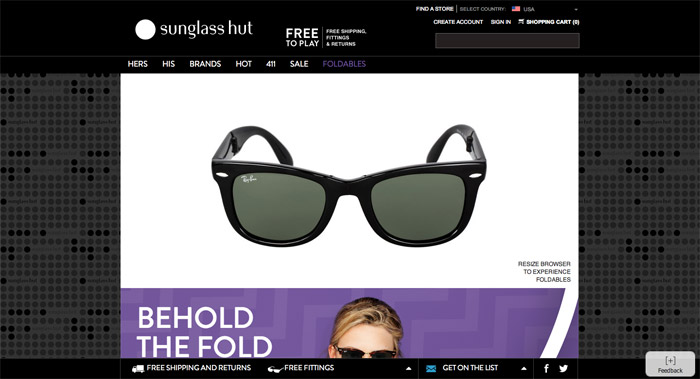 FIND A STORE | SELECT COUNTRY: USA
CREATE ACCOUNT SIGN IN SHOPPING CART (0)
sunglass hut
FREE
TO PLAY
FREE SHIPPING,
FITTINGS
& RETURNS
HERS HIS BRANDS HOT 411 SALE FOLDABLES
Ray-Ban
RESIZE BROWSER
TO EXPERIENCE
FOLDABLES
BEHOLD
THE FOLD
FREE SHIPPING AND RETURNS FREE FITTINGS GET ON THE LIST f
[+]
Feedback